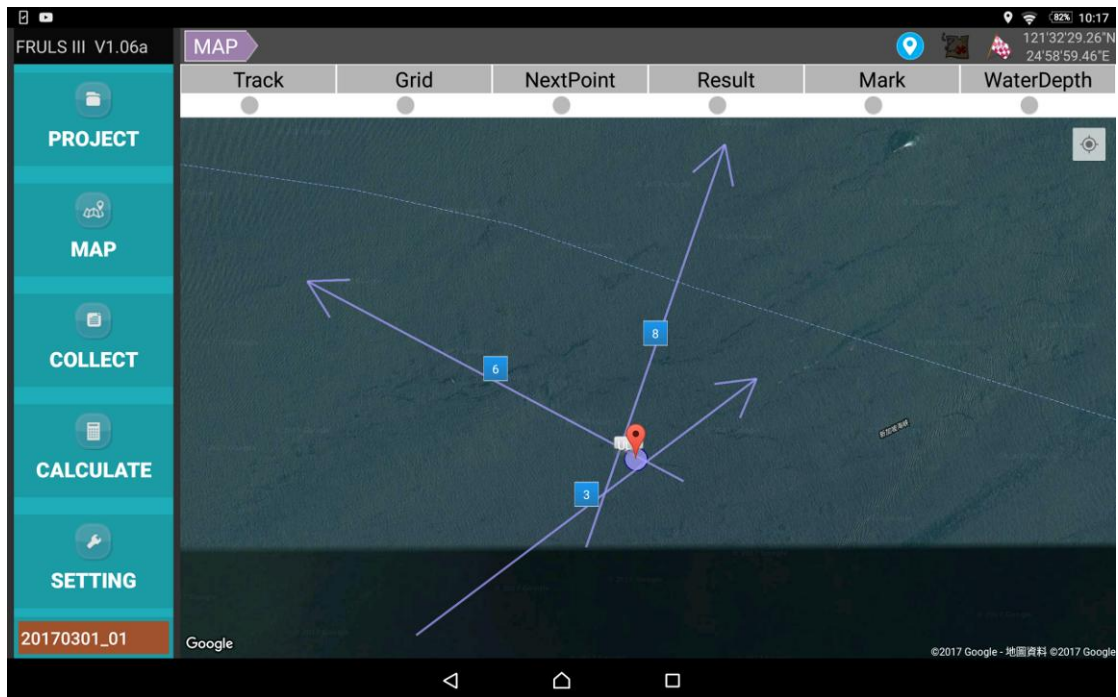 82% 10:17
FRULS III V1.06a
MAP
121'32'29.26"N
24'58'59.46"E
Track Grid NextPoint Result Mark WaterDepth
PROJECT
MAP
COLLECT
CALCULATE
SETTING
20170301_01
8
6
3
Google
©2017 Google - 地圖資料 ©2017 Google